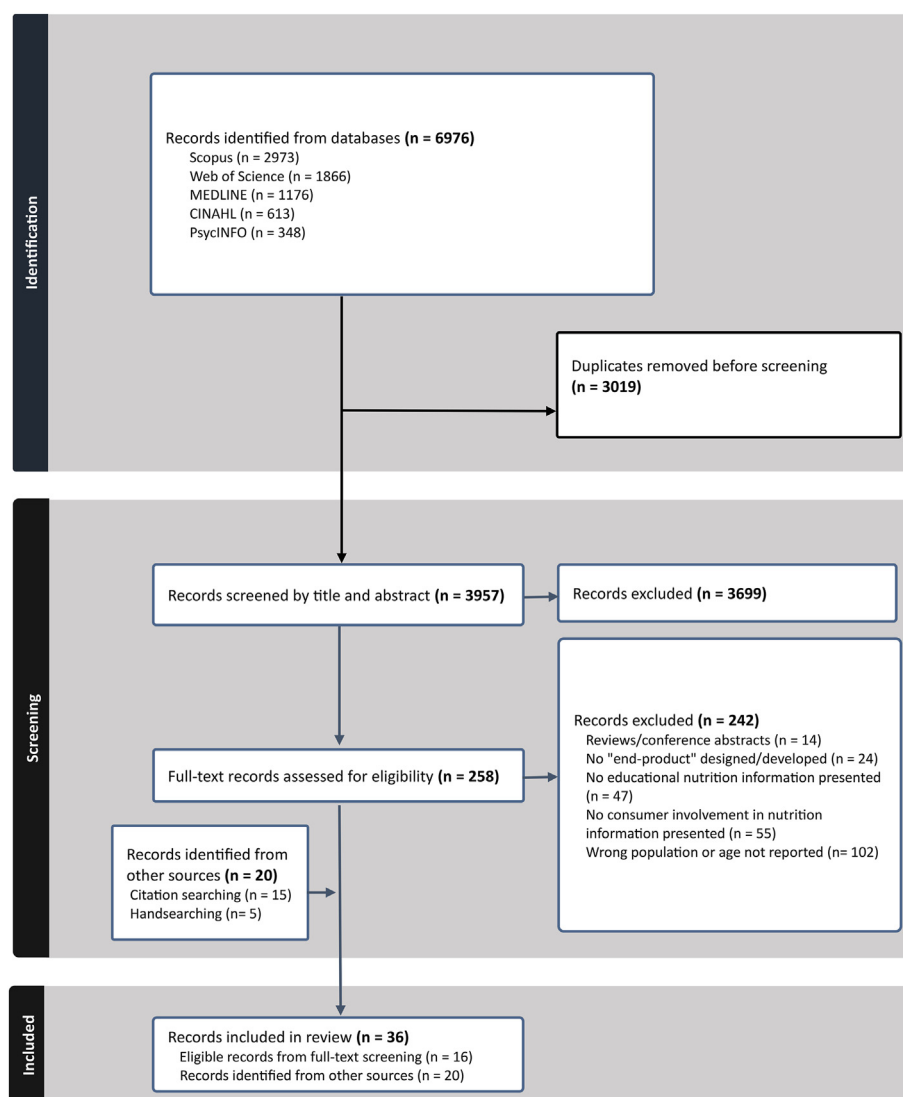 Identification
Records identified from databases (n = 6976)
Scopus (n = 2973)
Web of Science (n = 1866)
MEDLINE (n = 1176)
CINAHL (n = 613)
PsycINFO (n = 348)
Duplicates removed before screening
(n = 3019)
Screening
Records screened by title and abstract (n = 3957)
Records excluded (n = 3699)
Full-text records assessed for eligibility (n = 258)
Records excluded (n = 242)
Reviews/conference abstracts (n = 14)
No "end-product" designed/developed (n = 24)
No educational nutrition information presented
(n = 47)
No consumer involvement in nutrition
information presented (n = 55)
Wrong population or age not reported (n= 102)
Records identified from
other sources (n = 20)
Citation searching (n = 15)
Handsearching (n= 5)
Included
Records included in review (n = 36)
Eligible records from full-text screening (n = 16)
Records identified from other sources (n = 20)